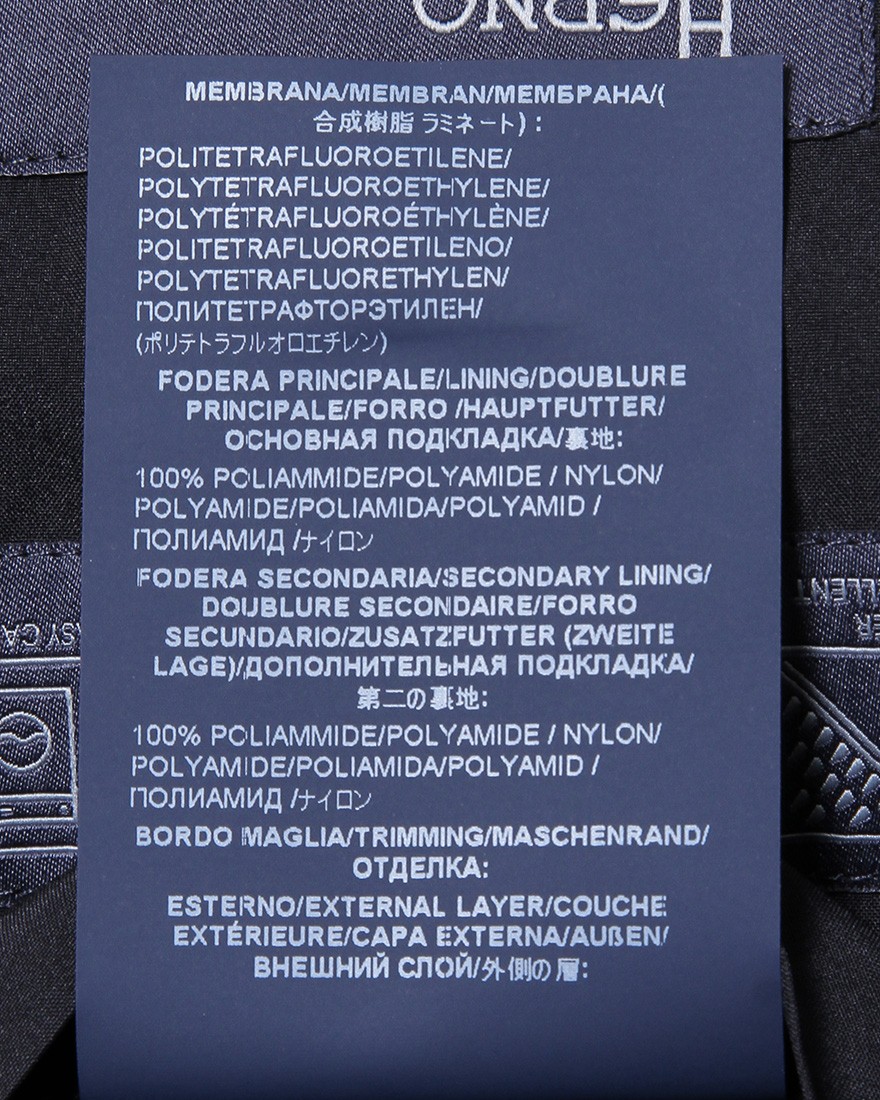 HERNO
MEMBRANA/MEMBRAN/МЕМБРАНА/(
合成樹脂 ラミネート) :
POLITETRAFLUOROETILENE/
POLYTETRAFLUOROETHYLENE/
POLYTÉTRAFLUOROÉTHYLÈNE/
POLITETRAFLUOROETILENO/
POLYTETRAFLUORETHYLEN/
ПОЛИТЕТРАФТОРЭТИЛЕН/
(ポリテトラフルオロエチレン)
FODERA PRINCIPALE/LINING/DOUBLURE
PRINCIPALE/FORRO /HAUPTFUTTER/
ОСНОВНАЯ ПОДКЛАДКА/裏地:
100% POLIAMMIDE/POLYAMIDE / NYLON/
POLYAMIDE/POLIAMIDA/POLYAMID /
ПОЛИАМИД /ナイロン
FODERA SECONDARIA/SECONDARY LINING/
DOUBLURE SECONDAIRE/FORRO
SECUNDARIO/ZUSATZFUTTER (ZWEITE
LAGE)/ДОПОЛНИТЕЛЬНАЯ ПОДКЛАДКА/
第二の裏地:
100% POLIAMMIDE/POLYAMIDE / NYLON/
POLYAMIDE/POLIAMIDA/POLYAMID /
ПОЛИАМИД /ナイロン
BORDO MAGLIA/TRIMMING/MASCHENRAND/
ОТДЕЛКА:
ESTERNO/EXTERNAL LAYER/COUCHE
EXTÉRIEURE/CAPA EXTERNA/AUßEN/
ВНЕШНИЙ СЛОЙ/外側の層: